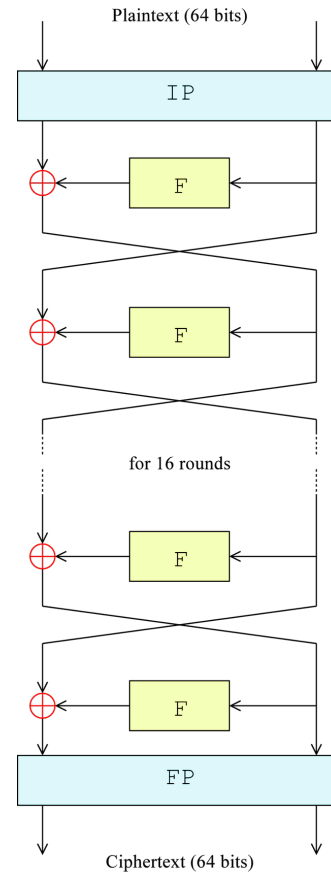 Plaintext (64 bits)
IP
F
F
for 16 rounds
F
F
FP
Ciphertext (64 bits)